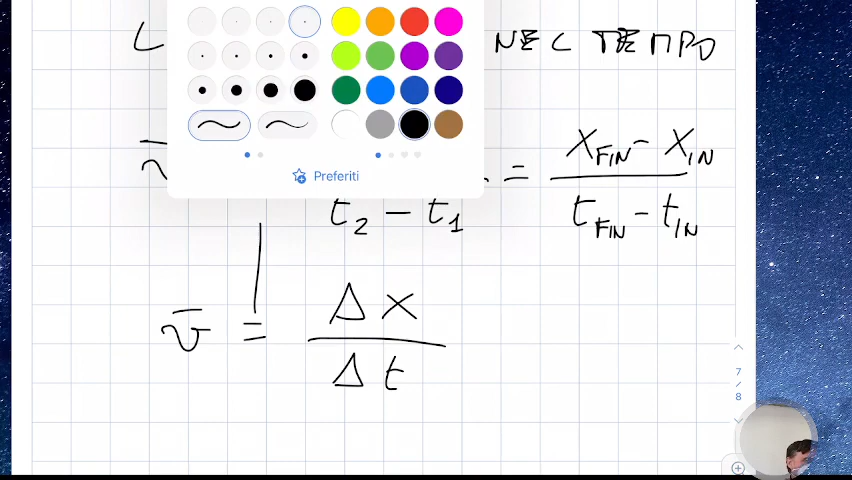 L NEL TEMPO
Preferiti
= x_FIN - x_IN / t_FIN - t_IN
t_2 - t_1
v̄ = Δx / Δt
7
/
8